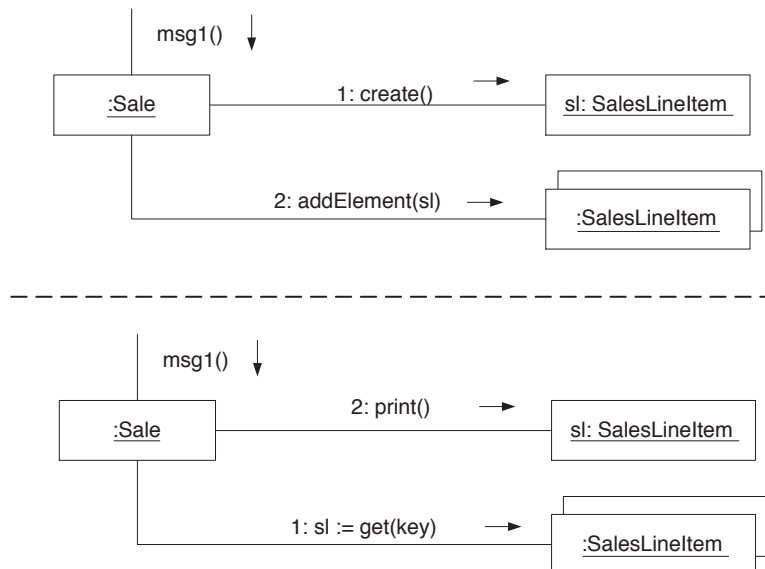 msg1()
:Sale
1: create()
sl: SalesLineItem
2: addElement(sl)
:SalesLineItem
msg1()
:Sale
2: print()
sl: SalesLineItem
1: sl := get(key)
:SalesLineItem